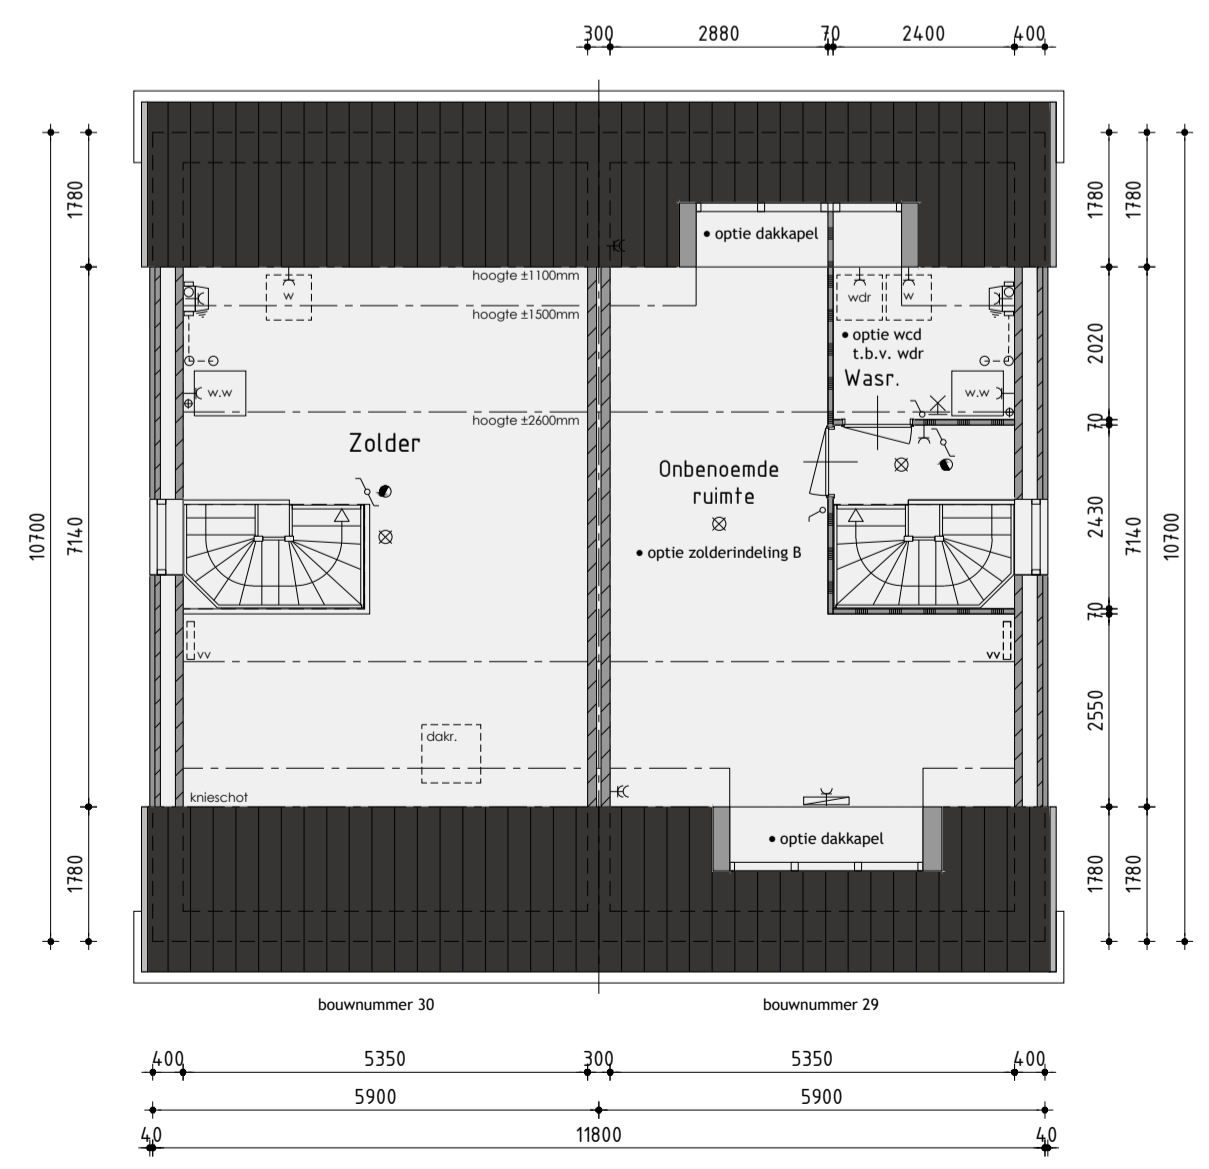 300 2880 70 2400 400
1780 1780 1780
• optie dakkapel
hoogte ±1100mm
w wdr w
hoogte ±1500mm
• optie wcd
t.b.v. wdr
2020
Wasr.
w.w w.w
hoogte ±2600mm
70
Zolder
Onbenoemde
ruimte
10700 7140 2430 7140 10700
• optie zolderindeling B
70
vv vv
2550
dakr.
knieschot
• optie dakkapel
1780 1780 1780
bouwnummer 30 bouwnummer 29
400 5350 300 5350 400
5900 5900
40 11800 40